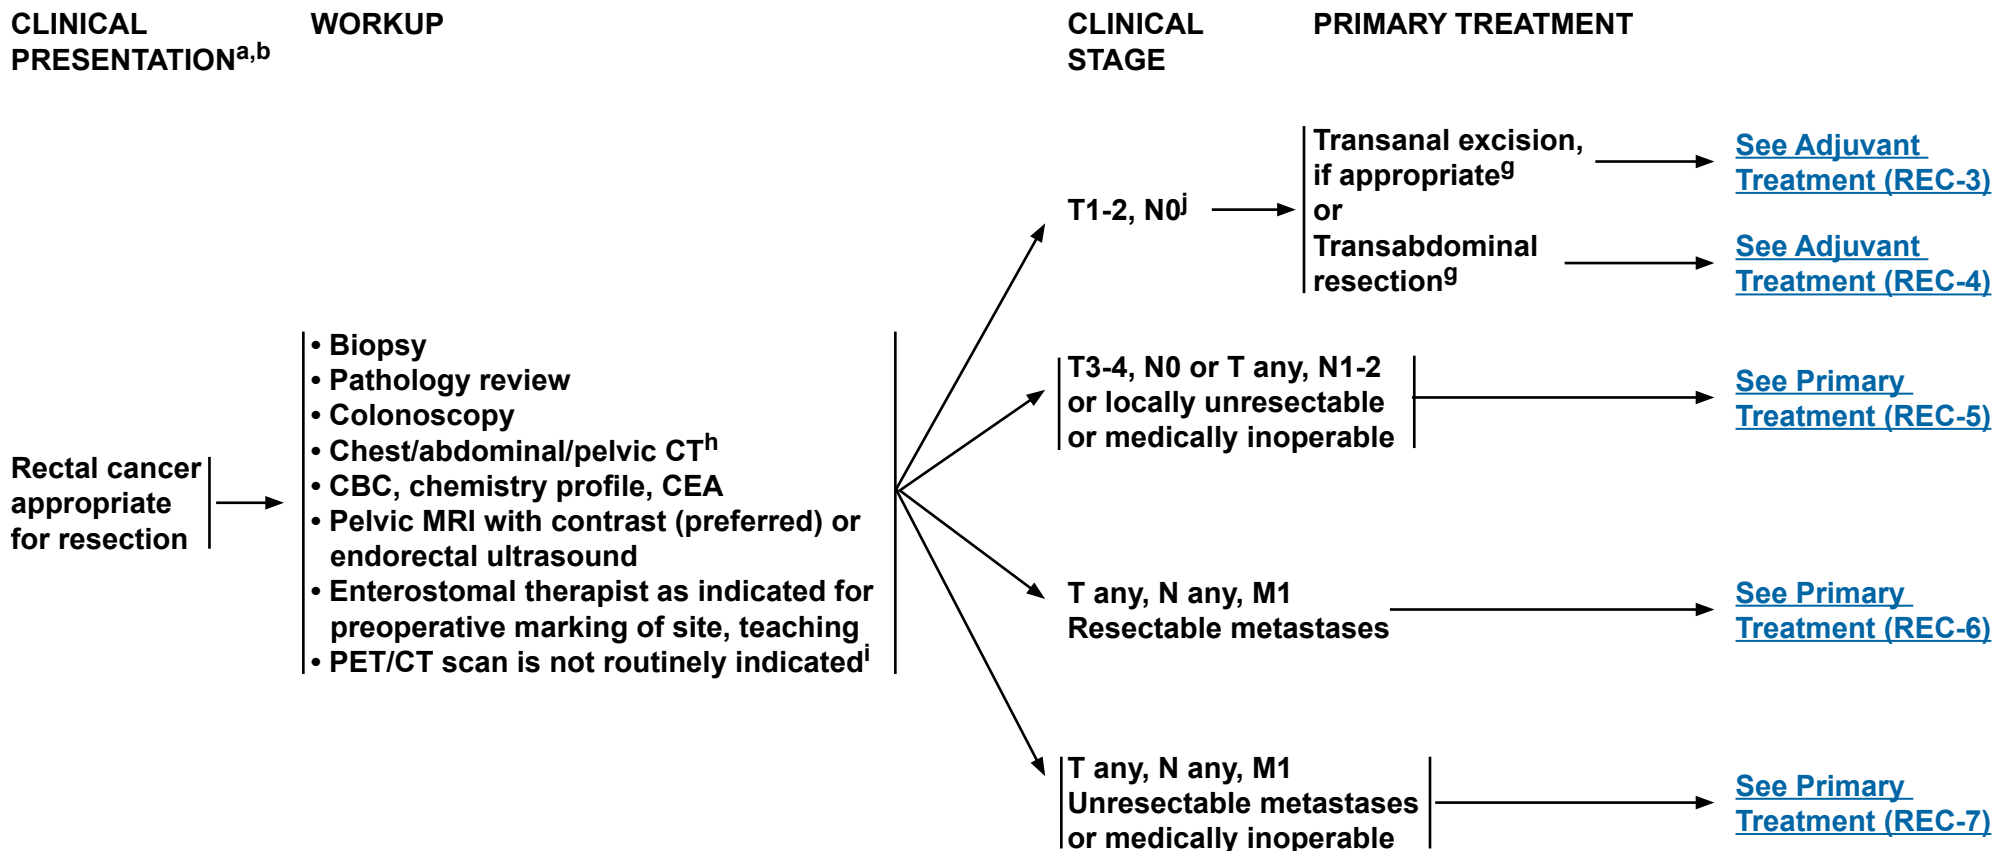 CLINICAL
PRESENTATIONa,b
WORKUP
CLINICAL
STAGE
PRIMARY TREATMENT
Rectal cancer
appropriate
for resection
• Biopsy
• Pathology review
• Colonoscopy
• Chest/abdominal/pelvic CTh
• CBC, chemistry profile, CEA
• Pelvic MRI with contrast (preferred) or
endorectal ultrasound
• Enterostomal therapist as indicated for
preoperative marking of site, teaching
• PET/CT scan is not routinely indicatedi
T1-2, N0j
Transanal excision,
if appropriateg
or
Transabdominal
resectiong
See Adjuvant
Treatment (REC-3)
See Adjuvant
Treatment (REC-4)
T3-4, N0 or T any, N1-2
or locally unresectable
or medically inoperable
See Primary
Treatment (REC-5)
T any, N any, M1
Resectable metastases
See Primary
Treatment (REC-6)
T any, N any, M1
Unresectable metastases
or medically inoperable
See Primary
Treatment (REC-7)